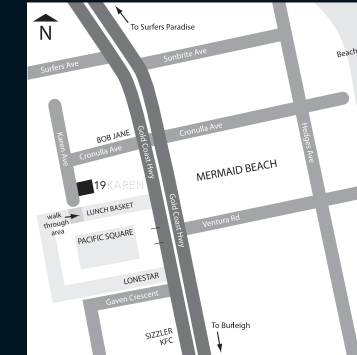 N
To Surfers Paradise
Sunbrite Ave
Surfers Ave
Beach
BOB JANE
Cronulla Ave
Cronulla Ave
Karen Ave
Gold Coast Hwy
Hedges Ave
MERMAID BEACH
19KAREN
walk
through
area
LUNCH BASKET
PACIFIC SQUARE
Gold Coast Hwy
Ventura Rd
LONESTAR
Gaven Crescent
SIZZLER
KFC
To Burleigh